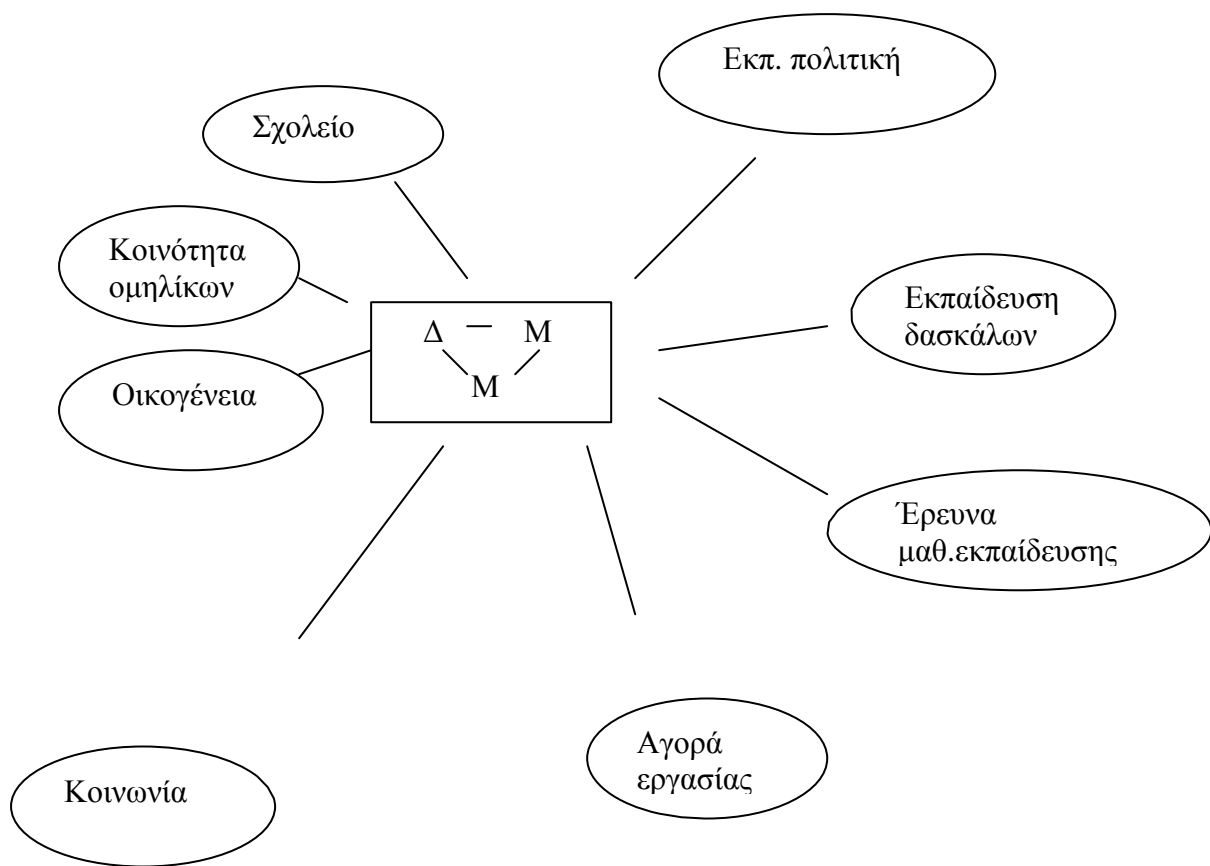 Εκπ. πολιτική
Σχολείο
Κοινότητα
ομηλίκων
Εκπαίδευση
δασκάλων
Δ – Μ
Μ
Οικογένεια
Έρευνα
μαθ.εκπαίδευσης
Αγορά
εργασίας
Κοινωνία